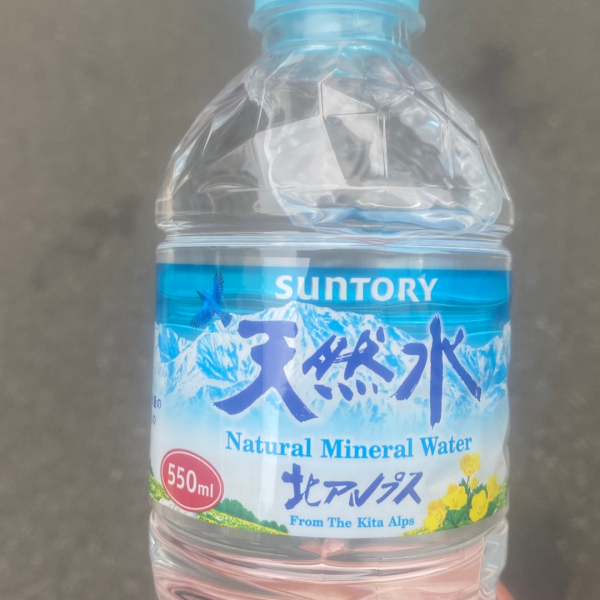 SUNTORY
天然水
Natural Mineral Water
550ml
北アルプス
From The Kita Alps